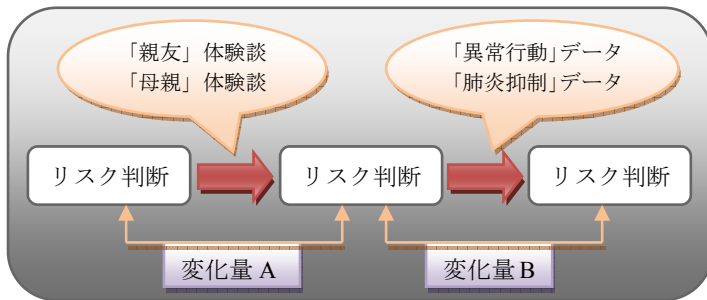 「親友」体験談
「母親」体験談
「異常行動」データ
「肺炎抑制」データ
リスク判断
リスク判断
リスク判断
変化量 A
変化量 B